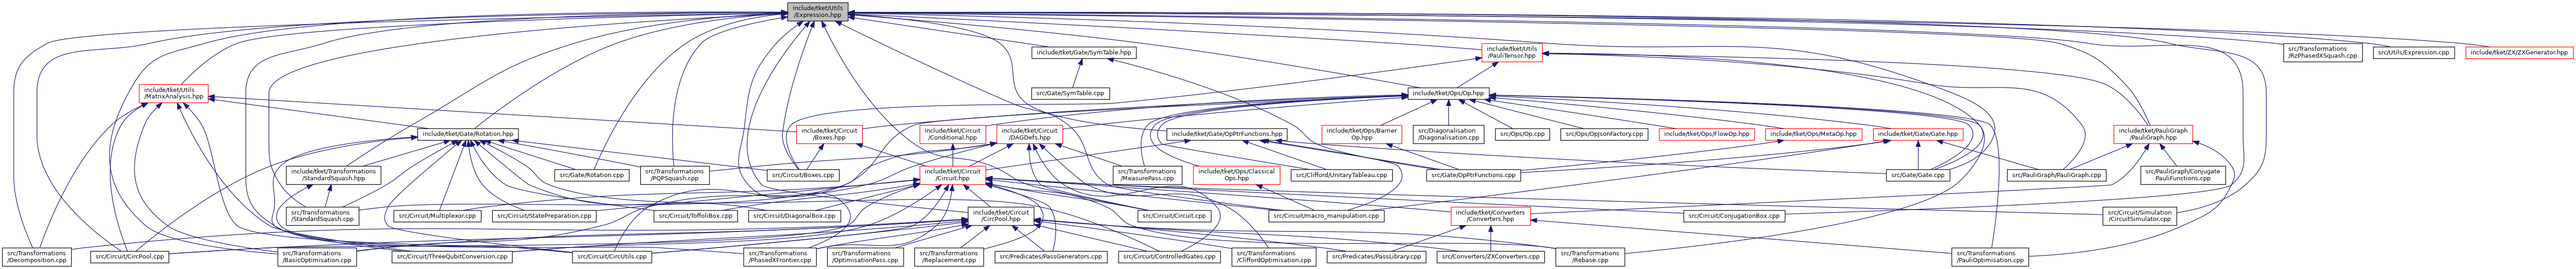 include/tket/Utils
/Expression.hpp
include/tket/Gate/SymTable.hpp
include/tket/Utils
/PauliTensor.hpp
src/Transformations
/RzPhasedXSquash.cpp
src/Utils/Expression.cpp
include/tket/ZX/ZXGenerator.hpp
include/tket/Utils
/MatrixAnalysis.hpp
src/Gate/SymTable.cpp
include/tket/Ops/Op.hpp
include/tket/Gate/Rotation.hpp
include/tket/Circuit
/Boxes.hpp
include/tket/Circuit
/Conditional.hpp
include/tket/Circuit
/DAGDefs.hpp
include/tket/Gate/OpPtrFunctions.hpp
include/tket/Ops/Barrier
Op.hpp
src/Diagonalisation
/Diagonalisation.cpp
src/Ops/Op.cpp
src/Ops/OpJsonFactory.cpp
include/tket/Ops/FlowOp.hpp
include/tket/Ops/MetaOp.hpp
include/tket/Gate/Gate.hpp
include/tket/PauliGraph
/PauliGraph.hpp
include/tket/Transformations
/StandardSquash.hpp
src/Gate/Rotation.cpp
src/Transformations
/PQPSquash.cpp
src/Circuit/Boxes.cpp
include/tket/Circuit
/Circuit.hpp
src/Transformations
/MeasurePass.cpp
include/tket/Ops/Classical
Ops.hpp
src/Clifford/UnitaryTableau.cpp
src/Gate/OpPtrFunctions.cpp
src/Gate/Gate.cpp
src/PauliGraph/PauliGraph.cpp
src/PauliGraph/Conjugate
PauliFunctions.cpp
src/Transformations
/StandardSquash.cpp
src/Circuit/Multiplexor.cpp
src/Circuit/StatePreparation.cpp
src/Circuit/ToffoliBox.cpp
src/Circuit/DiagonalBox.cpp
include/tket/Circuit
/CircPool.hpp
src/Circuit/Circuit.cpp
src/Circuit/macro_manipulation.cpp
include/tket/Converters
/Converters.hpp
src/Circuit/ConjugationBox.cpp
src/Circuit/Simulation
/CircuitSimulator.cpp
src/Transformations
/Decomposition.cpp
src/Circuit/CircPool.cpp
src/Transformations
/BasicOptimisation.cpp
src/Circuit/ThreeQubitConversion.cpp
src/Circuit/CircUtils.cpp
src/Transformations
/PhasedXFrontier.cpp
src/Transformations
/OptimisationPass.cpp
src/Transformations
/Replacement.cpp
src/Predicates/PassGenerators.cpp
src/Circuit/ControlledGates.cpp
src/Transformations
/CliffordOptimisation.cpp
src/Predicates/PassLibrary.cpp
src/Converters/ZXConverters.cpp
src/Transformations
/Rebase.cpp
src/Transformations
/PauliOptimisation.cpp